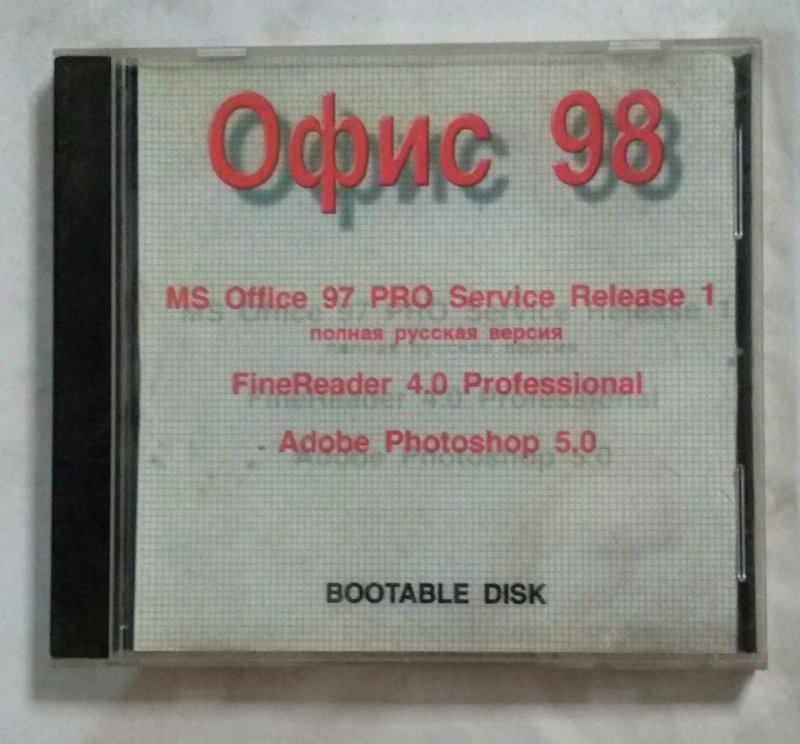 Офис 98
MS Office 97 PRO Service Release 1
полная русская версия
FineReader 4.0 Professional
Adobe Photoshop 5.0
BOOTABLE DISK